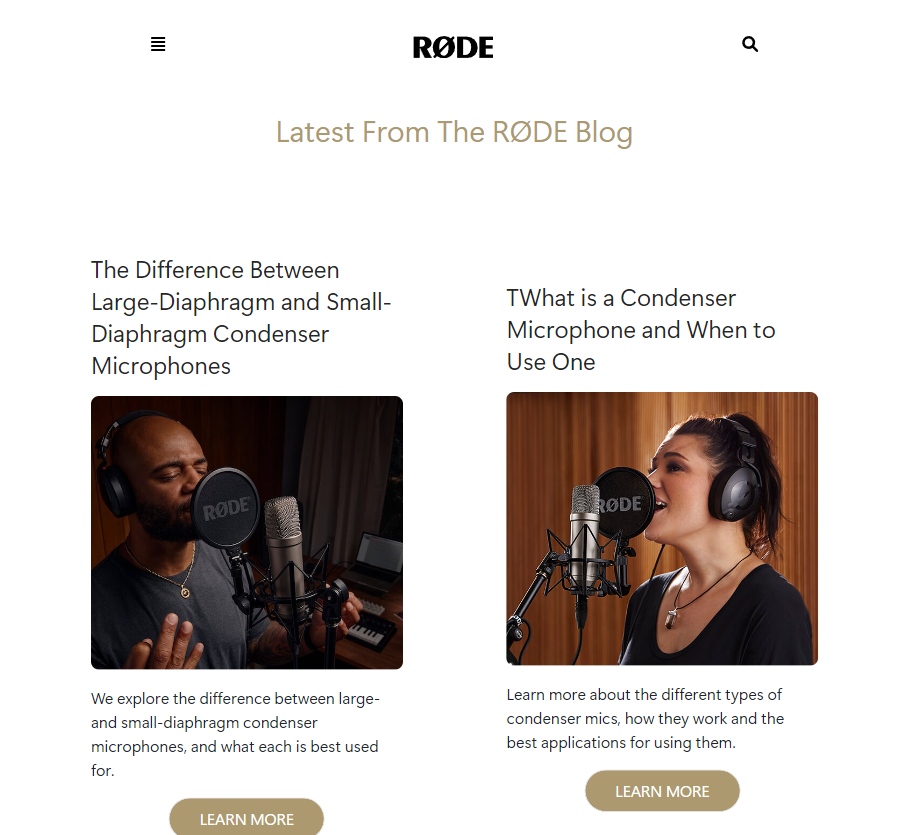 RØDE
Latest From The RØDE Blog
The Difference Between
Large-Diaphragm and Small-
Diaphragm Condenser
Microphones
RØDE
We explore the difference between large-
and small-diaphragm condenser
microphones, and what each is best used
for.
LEARN MORE
TWhat is a Condenser
Microphone and When to
Use One
RØDE
Learn more about the different types of
condenser mics, how they work and the
best applications for using them.
LEARN MORE